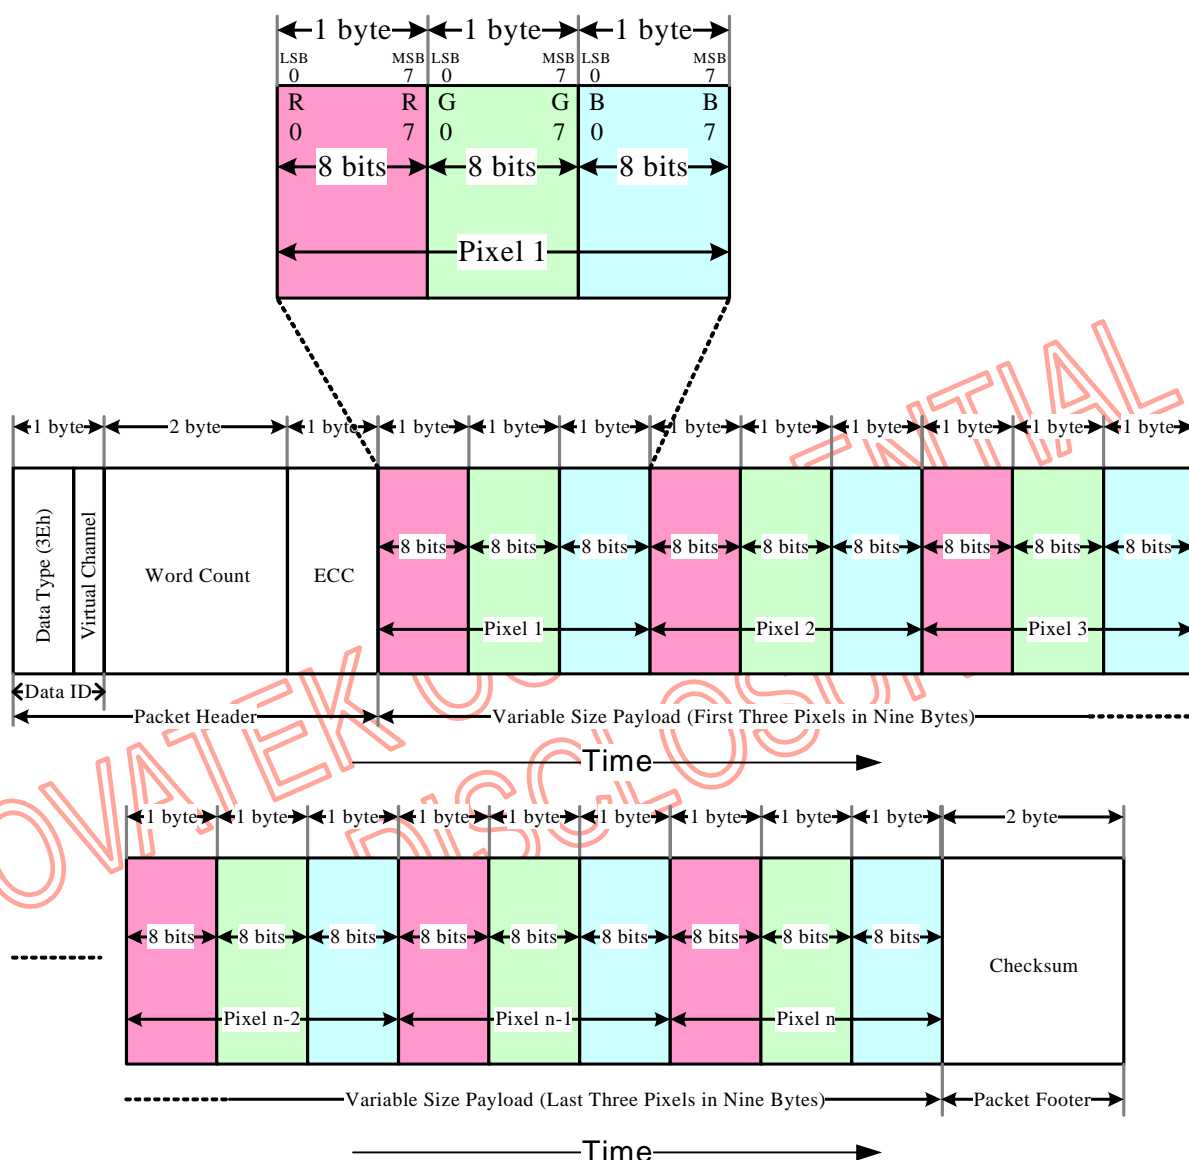 1 byte 1 byte 1 byte
LSB MSB LSB MSB LSB MSB
0 7 0 7 0 7
R R G G B B
0 7 0 7 0 7
8 bits 8 bits 8 bits
Pixel 1
1 byte 2 byte 1 byte 1 byte 1 byte 1 byte 1 byte 1 byte 1 byte 1 byte 1 byte 1 byte
Data Type (3Eh)
Virtual Channel
Word Count
ECC
8 bits 8 bits 8 bits 8 bits 8 bits 8 bits 8 bits 8 bits 8 bits
Pixel 1 Pixel 2 Pixel 3
Data ID
Packet Header
Variable Size Payload (First Three Pixels in Nine Bytes)
Time
1 byte 1 byte 1 byte 1 byte 1 byte 1 byte 1 byte 1 byte 1 byte 2 byte
8 bits 8 bits 8 bits 8 bits 8 bits 8 bits 8 bits 8 bits 8 bits
Checksum
Pixel n-2 Pixel n-1 Pixel n
Variable Size Payload (Last Three Pixels in Nine Bytes)
Packet Footer
Time